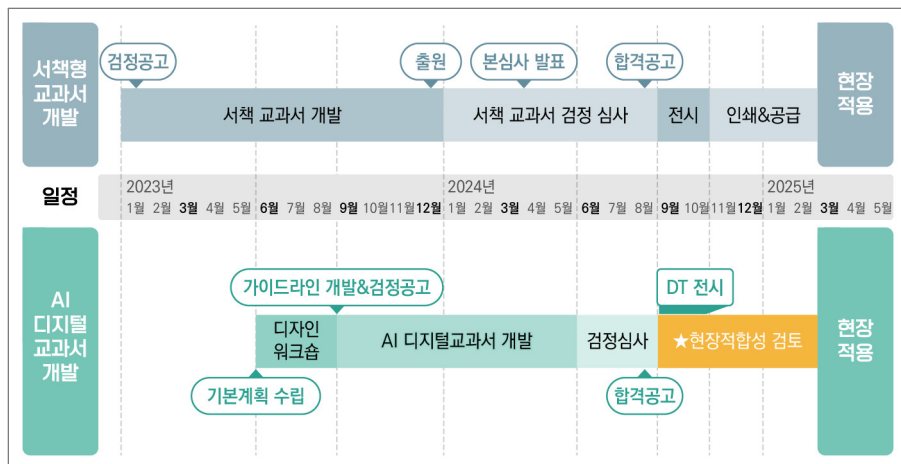 서책형
교과서
개발
검정공고
출원
본심사 발표
합격공고
서책 교과서 개발
서책 교과서 검정 심사
전시
인쇄&공급
현장
적용
일정
2023년
2024년
2025년
1월 2월 3월 4월 5월 6월 7월 8월 9월 10월 11월 12월 1월 2월 3월 4월 5월 6월 7월 8월 9월 10월 11월 12월 1월 2월 3월 4월 5월
AI
디지털
교과서
개발
가이드라인 개발&검정공고
DT 전시
디자인
워크숍
AI 디지털교과서 개발
검정심사
★현장적합성 검토
기본계획 수립
합격공고
현장
적용